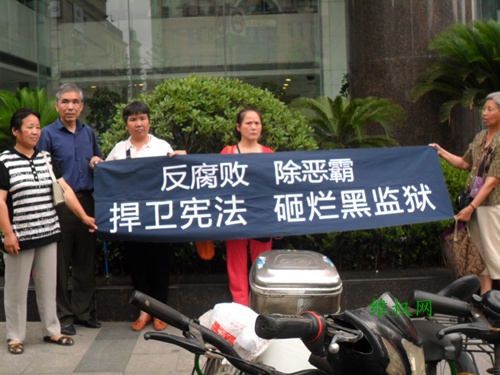 反腐败 除恶霸
捍卫宪法 砸烂黑监狱
维权网